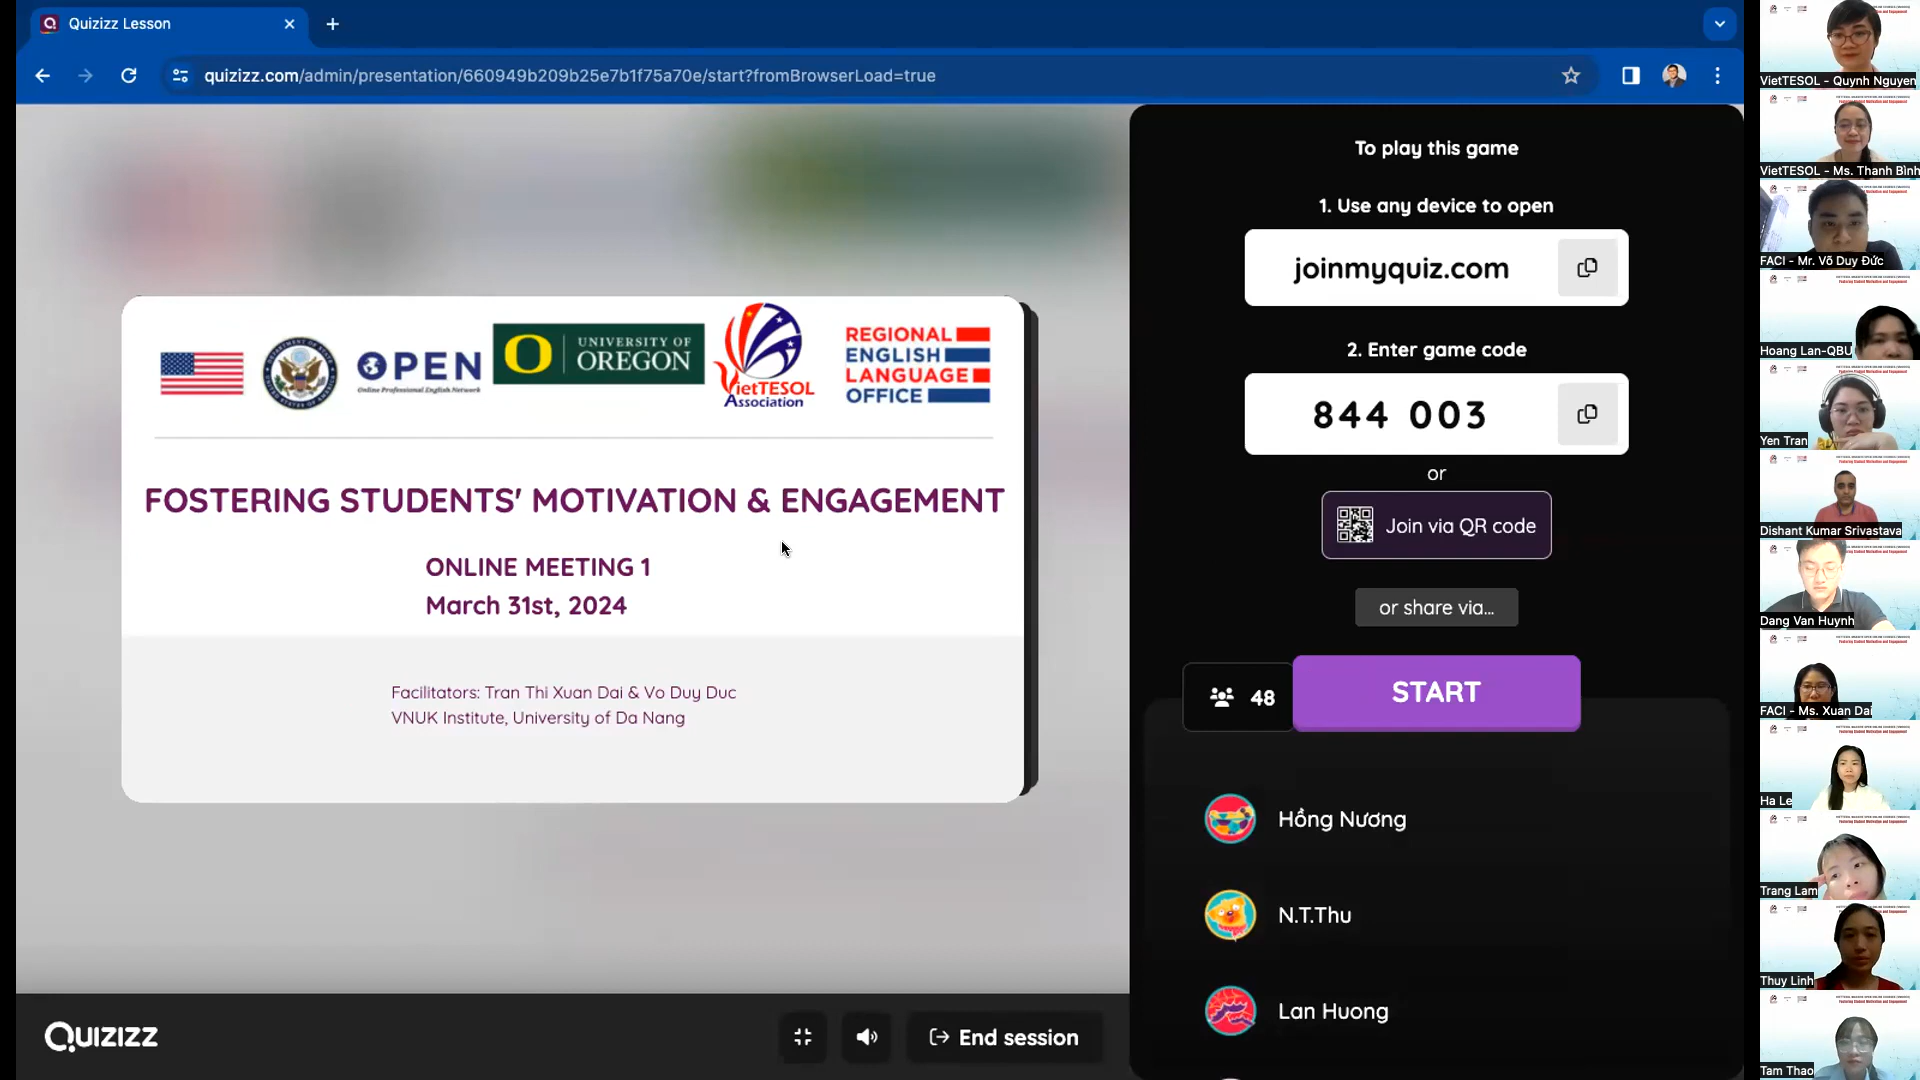 Quizizz Lesson
quizizz.com/admin/presentation/660949b209b25e7b1f75a70e/start?fromBrowserLoad=true
OPEN
Online Professional English Network
O UNIVERSITY OF OREGON
VietTESOL Association
REGIONAL ENGLISH LANGUAGE OFFICE
FOSTERING STUDENTS' MOTIVATION & ENGAGEMENT
ONLINE MEETING 1
March 31st, 2024
Facilitators: Tran Thi Xuan Dai & Vo Duy Duc
VNUK Institute, University of Da Nang
Quizizz
End session
To play this game
1. Use any device to open
joinmyquiz.com
2. Enter game code
844 003
or
Join via QR code
or share via...
48
START
Hồng Nương
N.T.Thu
Lan Huong
VietTESOL - Quynh Nguyen
VietTESOL - Ms. Thanh Bình
FACI - Mr. Võ Duy Đức
Hoang Lan-QBU
Yen Tran
Dishant Kumar Srivastava
Dang Van Huynh
FACI - Ms. Xuan Dai
Ha Le
Trang Lam
Thuy Linh
Tam Thao